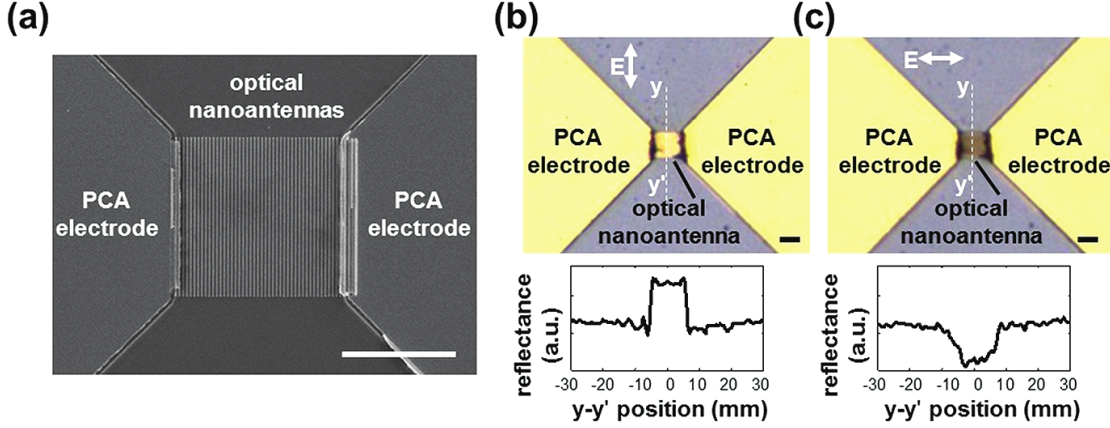 (a)
optical
nanoantennas
PCA
electrode
PCA
electrode
(b)
E
y
PCA
electrode
PCA
electrode
y'
optical
nanoantenna
reflectance
(a.u.)
-30 -20 -10 0 10 20 30
y-y' position (mm)
(c)
E
y
PCA
electrode
PCA
electrode
y'
optical
nanoantenna
reflectance
(a.u.)
-30 -20 -10 0 10 20 30
y-y' position (mm)